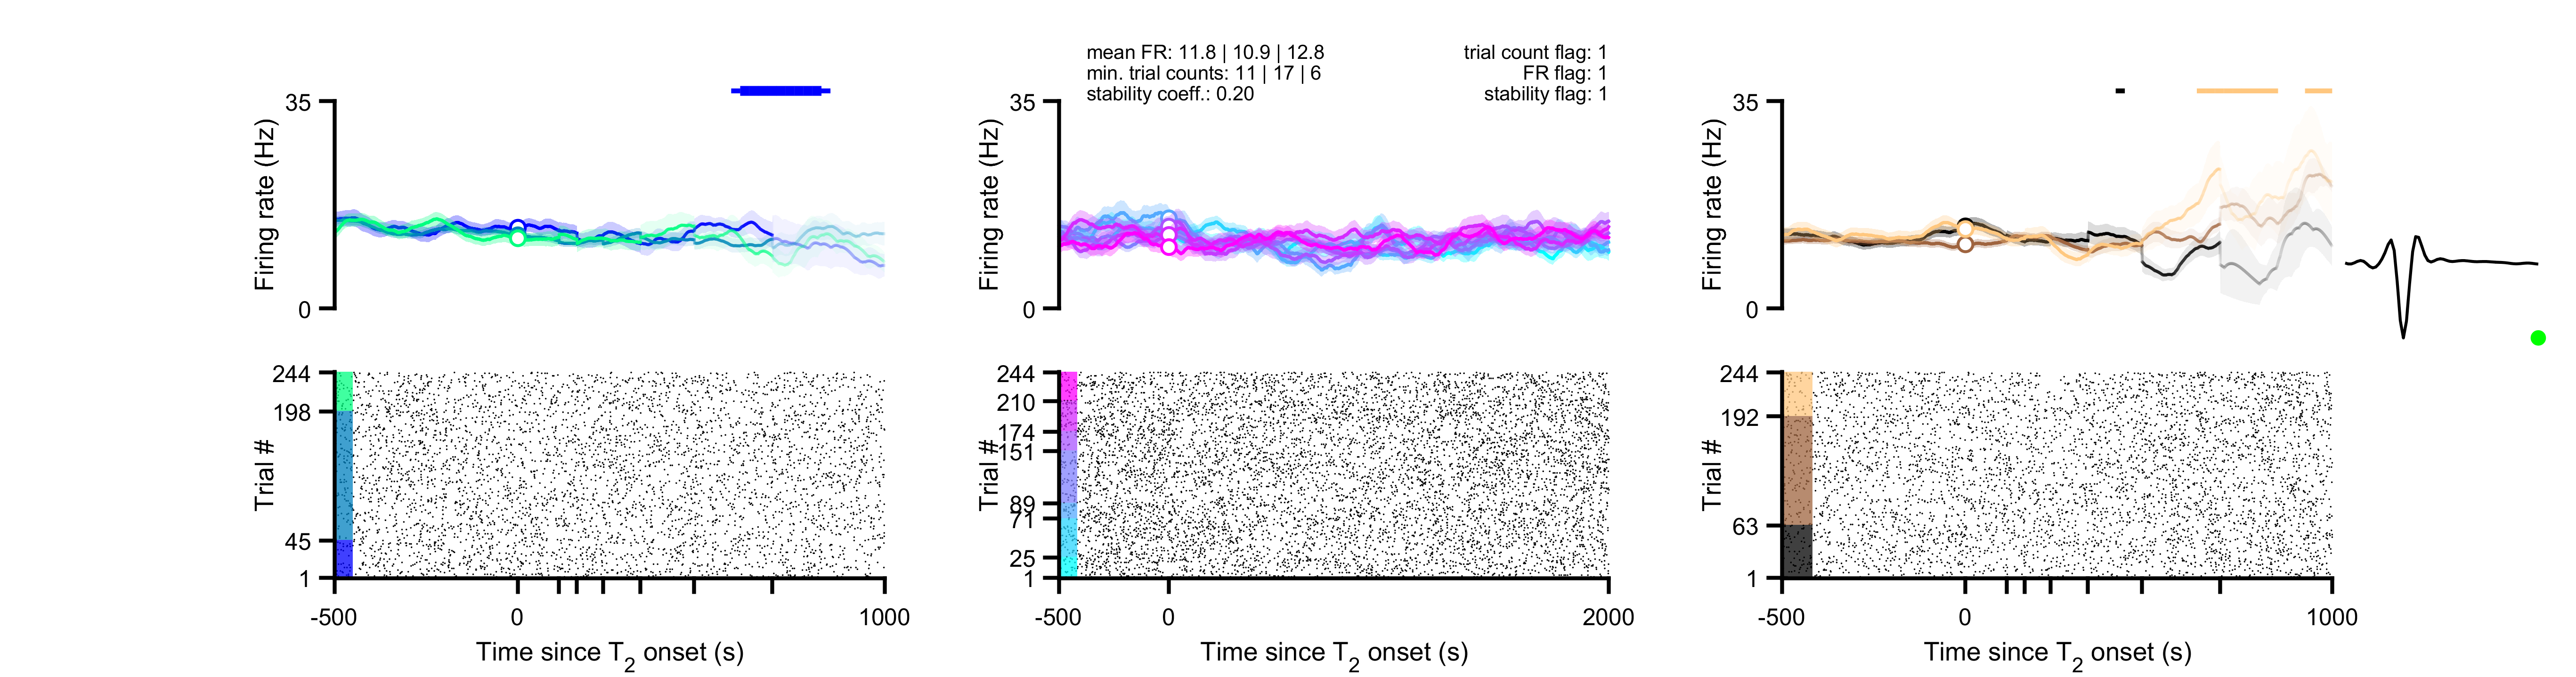 mean FR: 11.8 | 10.9 | 12.8
min. trial counts: 11 | 17 | 6
stability coeff.: 0.20
trial count flag: 1
FR flag: 1
stability flag: 1
35
Firing rate (Hz)
0
244
198
Trial #
45
1
-500
0
1000
Time since T2 onset (s)
35
Firing rate (Hz)
0
244
210
174
151
Trial #
89
71
25
1
-500
0
2000
Time since T2 onset (s)
35
Firing rate (Hz)
0
244
192
Trial #
63
1
-500
0
1000
Time since T2 onset (s)